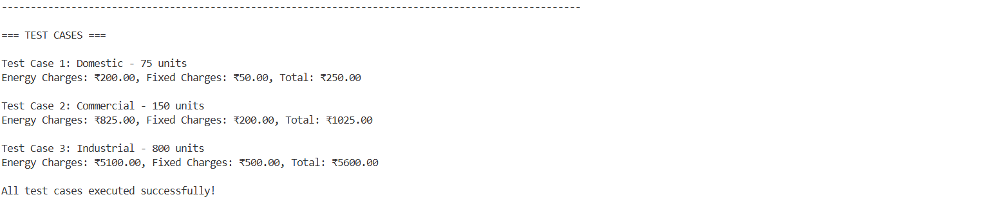 ----------------------------------------------------------------------------------------------------
=== TEST CASES ===
Test Case 1: Domestic - 75 units
Energy Charges: ₹200.00, Fixed Charges: ₹50.00, Total: ₹250.00
Test Case 2: Commercial - 150 units
Energy Charges: ₹825.00, Fixed Charges: ₹200.00, Total: ₹1025.00
Test Case 3: Industrial - 800 units
Energy Charges: ₹5100.00, Fixed Charges: ₹500.00, Total: ₹5600.00
All test cases executed successfully!